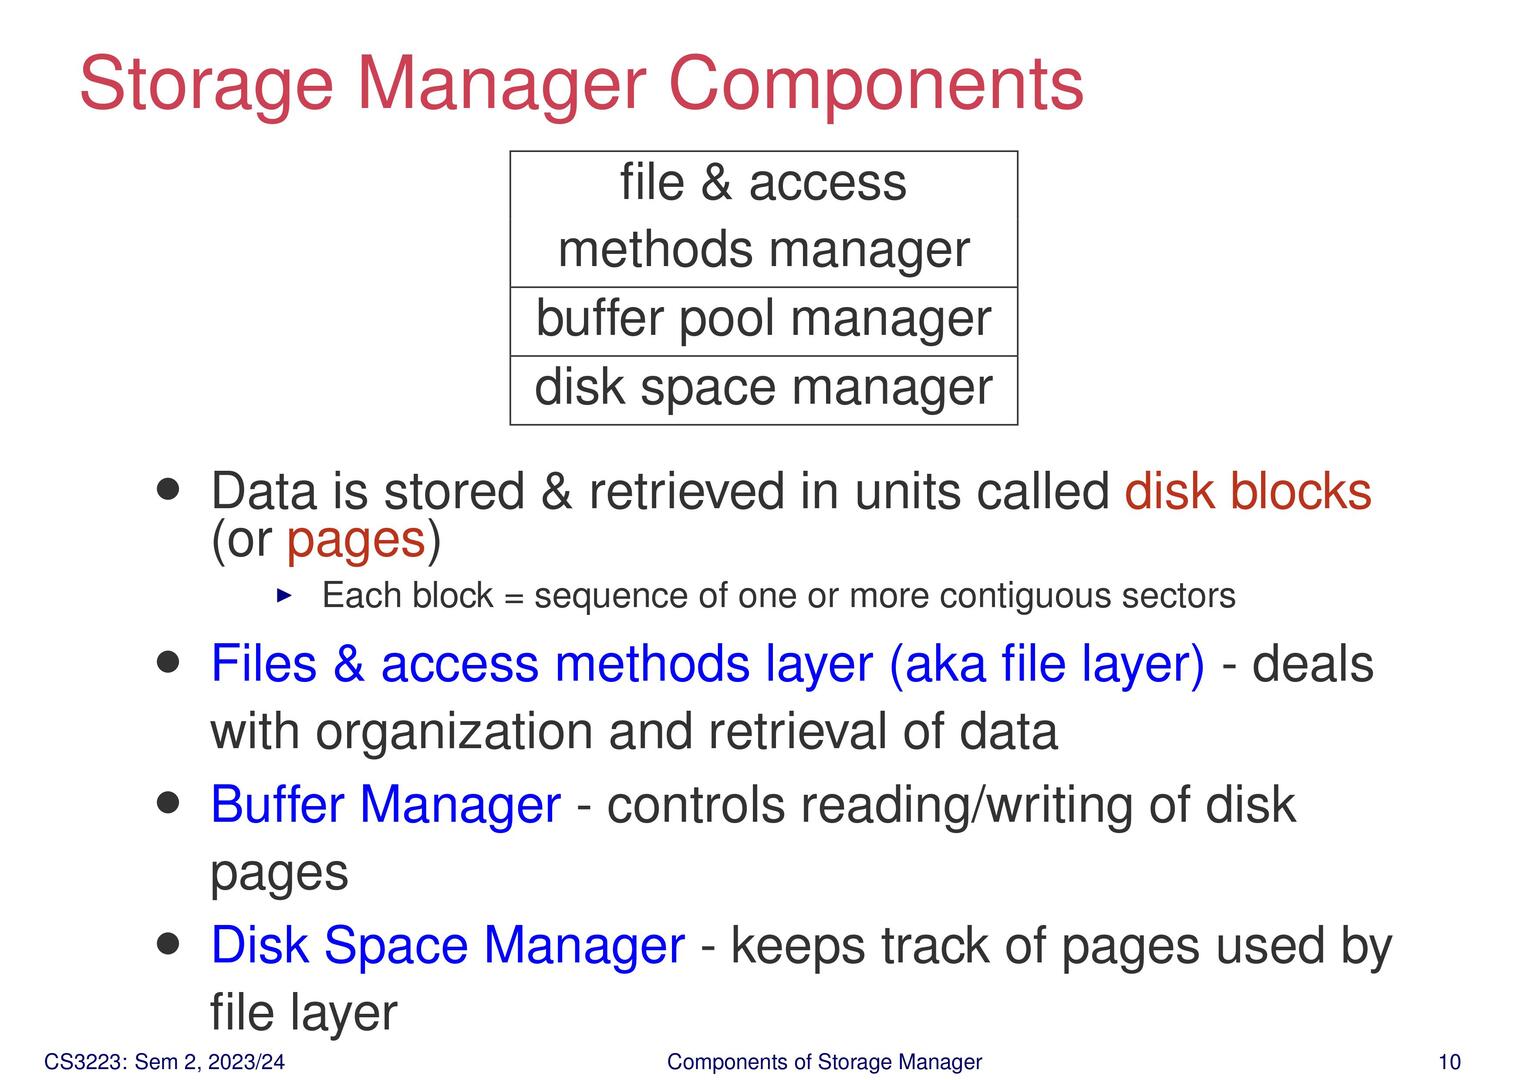 Storage Manager Components
file & access
methods manager
buffer pool manager
disk space manager
● Data is stored & retrieved in units called disk blocks
(or pages)
▶ Each block = sequence of one or more contiguous sectors
● Files & access methods layer (aka file layer) - deals
with organization and retrieval of data
● Buffer Manager - controls reading/writing of disk
pages
● Disk Space Manager - keeps track of pages used by
file layer
CS3223: Sem 2, 2023/24 Components of Storage Manager 10